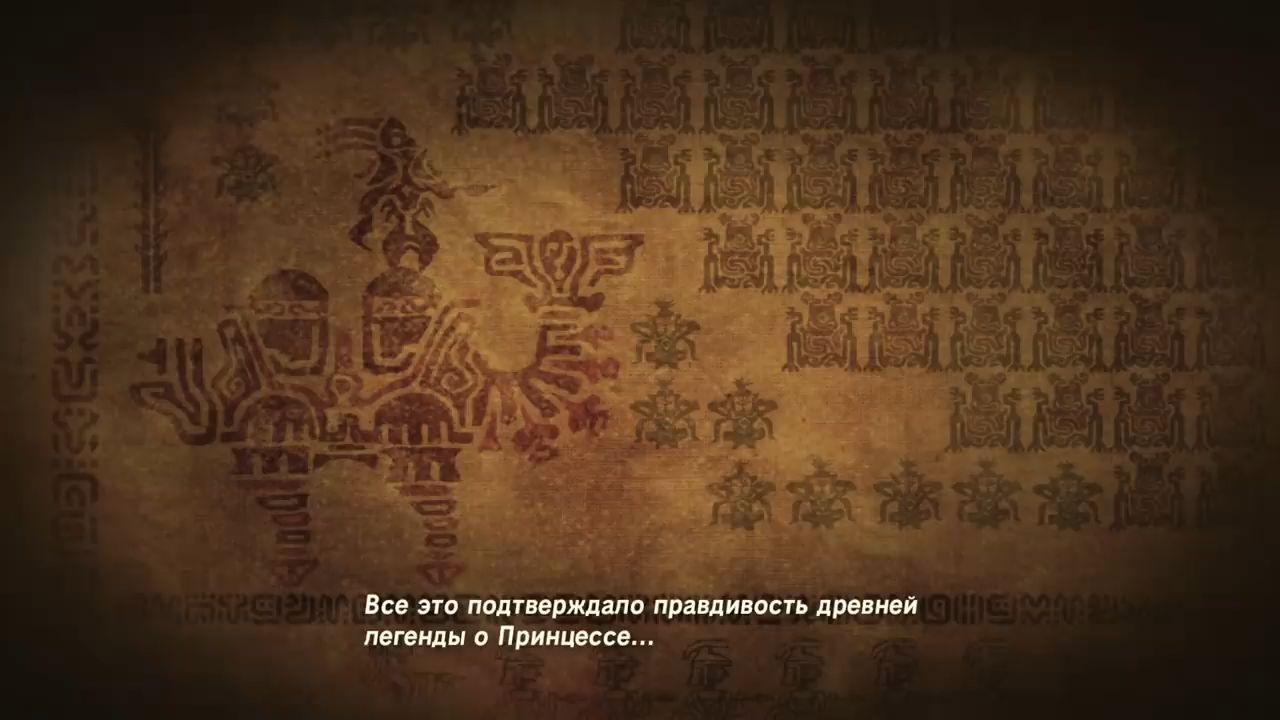 Все это подтверждало правдивость древней
легенды о Принцессе...